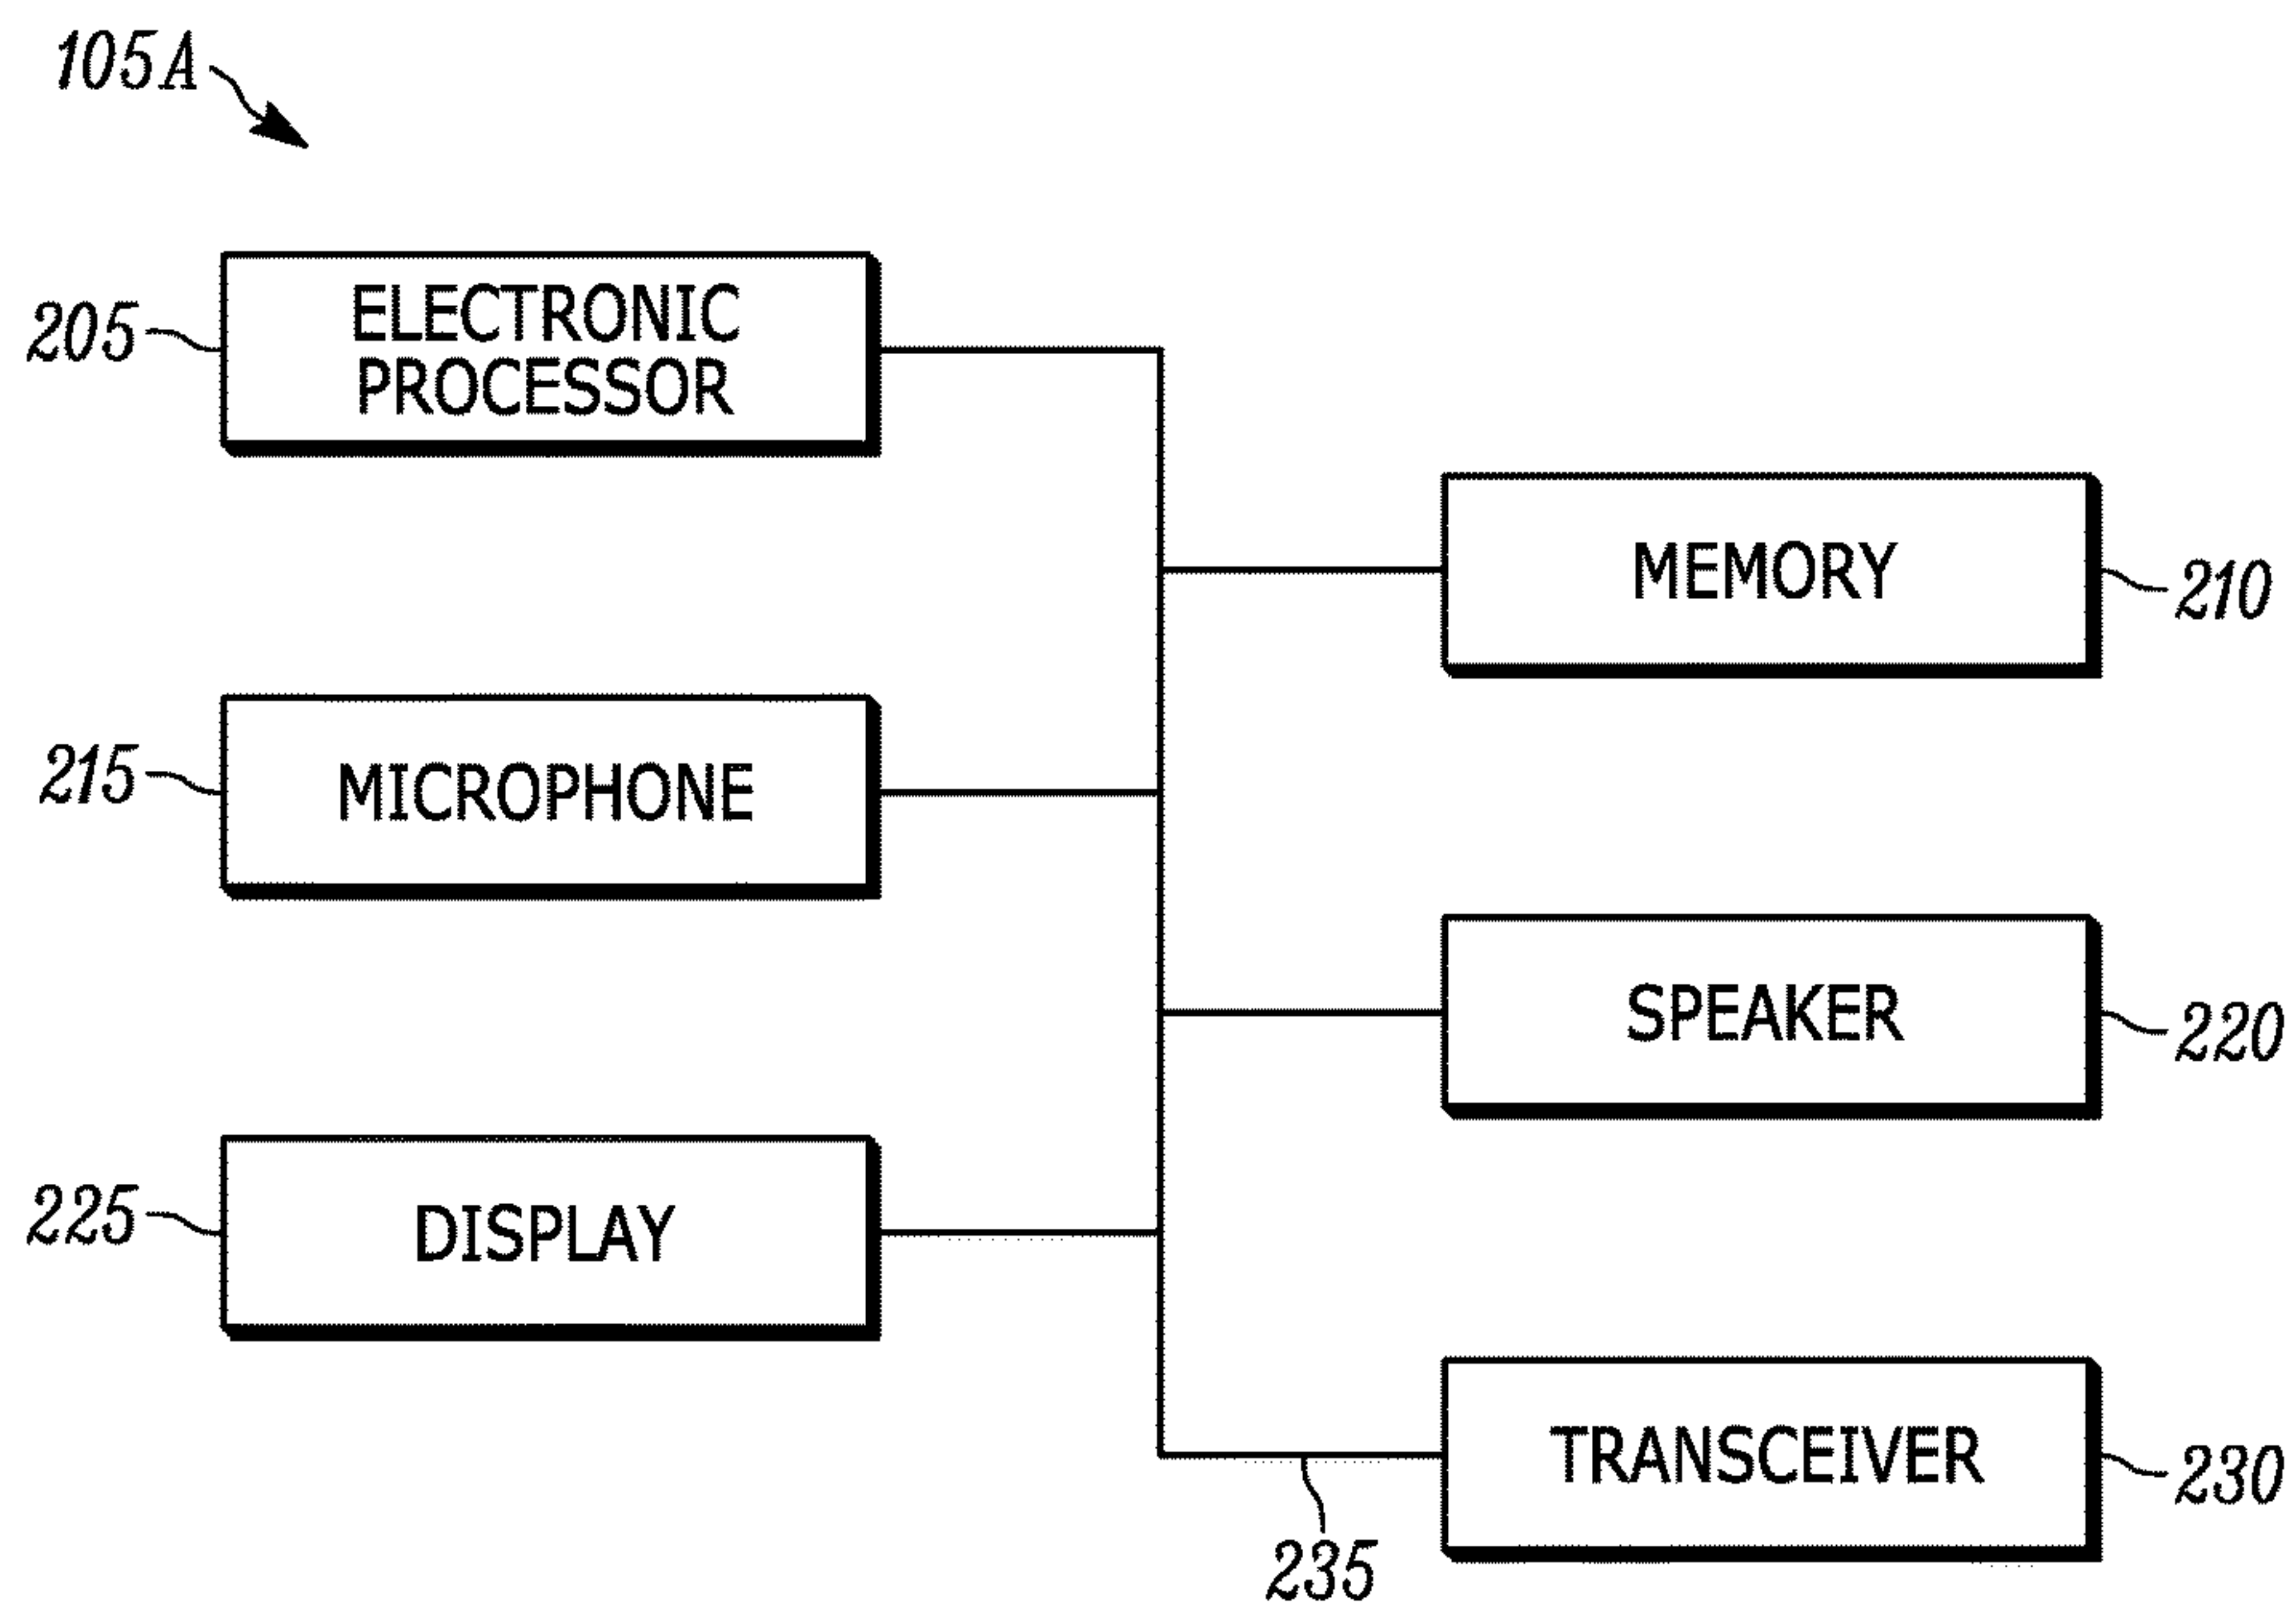 105A
205
ELECTRONIC
PROCESSOR
MEMORY
210
215
MICROPHONE
SPEAKER
220
225
DISPLAY
TRANSCEIVER
230
235